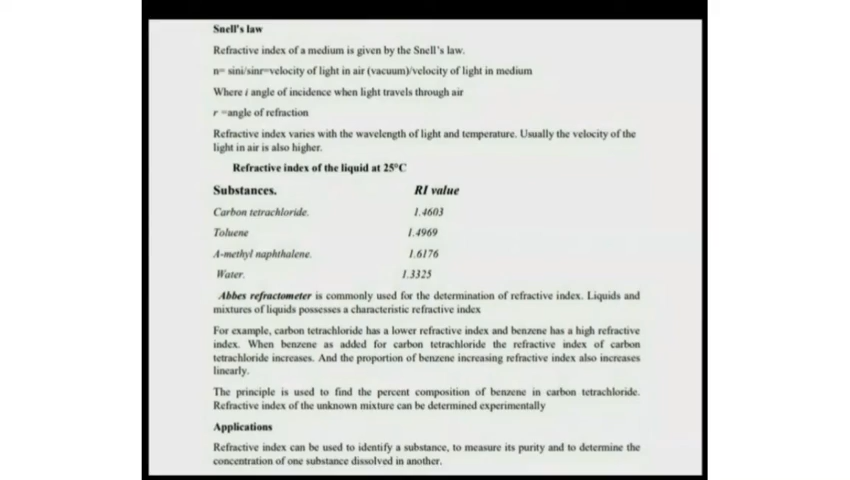 Snell's law
Refractive index of a medium is given by the Snell's law.
n= sini/sinr=velocity of light in air (vacuum)/velocity of light in medium
Where i angle of incidence when light travels through air
r =angle of refraction
Refractive index varies with the wavelength of light and temperature. Usually the velocity of the
light in air is also higher.
Refractive index of the liquid at 25°C
Substances. RI value
Carbon tetrachloride. 1.4603
Toluene 1.4969
A-methyl naphthalene. 1.6176
Water. 1.3325
Abbes refractometer is commonly used for the determination of refractive index. Liquids and
mixtures of liquids possesses a characteristic refractive index
For example, carbon tetrachloride has a lower refractive index and benzene has a high refractive
index. When benzene as added for carbon tetrachloride the refractive index of carbon
tetrachloride increases. And the proportion of benzene increasing refractive index also increases
linearly.
The principle is used to find the percent composition of benzene in carbon tetrachloride.
Refractive index of the unknown mixture can be determined experimentally
Applications
Refractive index can be used to identify a substance, to measure its purity and to determine the
concentration of one substance dissolved in another.